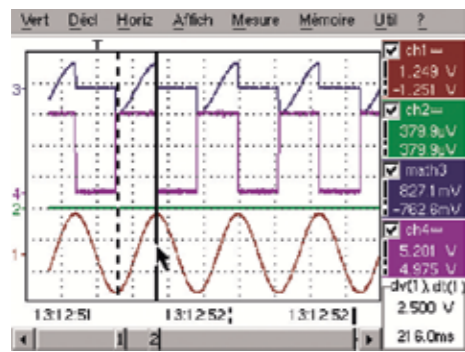 Vert Décl Horiz Affich Mesure Mémoire Util ?
T
ch1
1.249 V
-1.251 V
3
ch2
379.9uV
379.9uV
math3
827.1mV
-762.6mV
4
2
ch4
5.201 V
4.975 V
1
dv(1), dt(1)
2.500 V
216.0ms
13:12:51 13:12:52 13:12:52
1 2